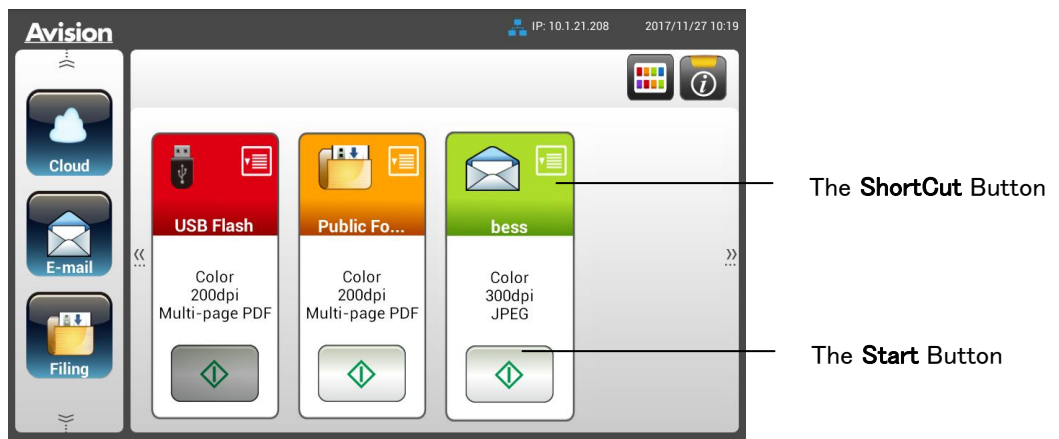 Avision
IP: 10.1.21.208
2017/11/27 10:19
Cloud
E-mail
Filing
USB Flash
Color
200dpi
Multi-page PDF
Public Fo...
Color
200dpi
Multi-page PDF
bess
Color
300dpi
JPEG
The ShortCut Button
The Start Button